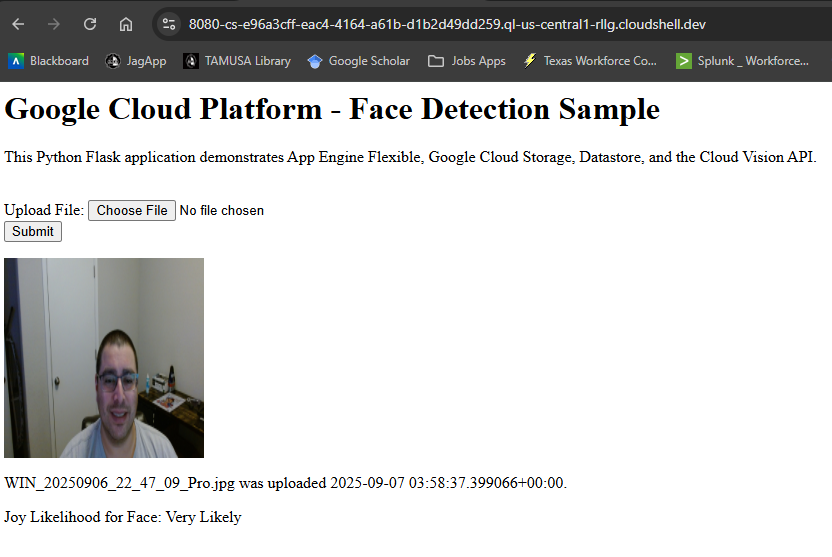 8080-cs-e96a3cff-eac4-4164-a61b-d1b2d49dd259.ql-us-central1-rllg.cloudshell.dev
Blackboard JagApp TAMUSA Library Google Scholar Jobs Apps Texas Workforce Co... Splunk _ Workforce...
Google Cloud Platform - Face Detection Sample
This Python Flask application demonstrates App Engine Flexible, Google Cloud Storage, Datastore, and the Cloud Vision API.
Upload File: Choose File No file chosen
Submit
WIN_20250906_22_47_09_Pro.jpg was uploaded 2025-09-07 03:58:37.399066+00:00.
Joy Likelihood for Face: Very Likely